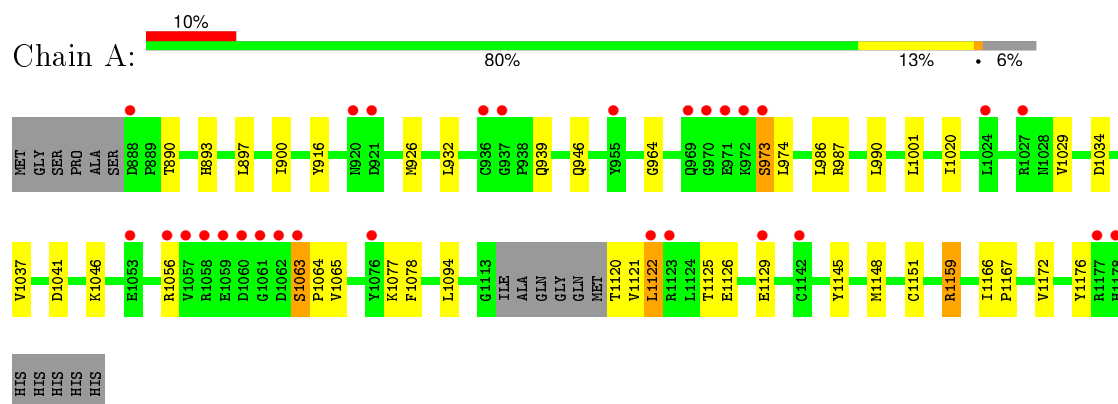 10%
Chain A:
80% 13% • 6%
MET GLY SER PRO ALA SER D888 P889 T890 H893 L897 I900 Y916 N920 D921 M926 L932 C936 G937 P938 Q939 Q946 Y955 G964 Q969 G970 E971 K972 S973 L974 L986 R987 L990 L1001 I1020 L1024 R1027 N1028 V1029 D1034
V1037 D1041 K1046 E1053 R1056 V1057 R1058 E1059 D1060 G1061 D1062 S1063 P1064 V1065 Y1076 K1077 F1078 L1094 G1113 ILE ALA GLN GLY GLN MET T1120 V1121 L1122 R1123 L1124 T1125 E1126 E1129 C1142 Y1145 M1148 C1151 R1159 I1166 P1167 V1172 Y1176 R1177 H1178
HIS HIS HIS HIS HIS